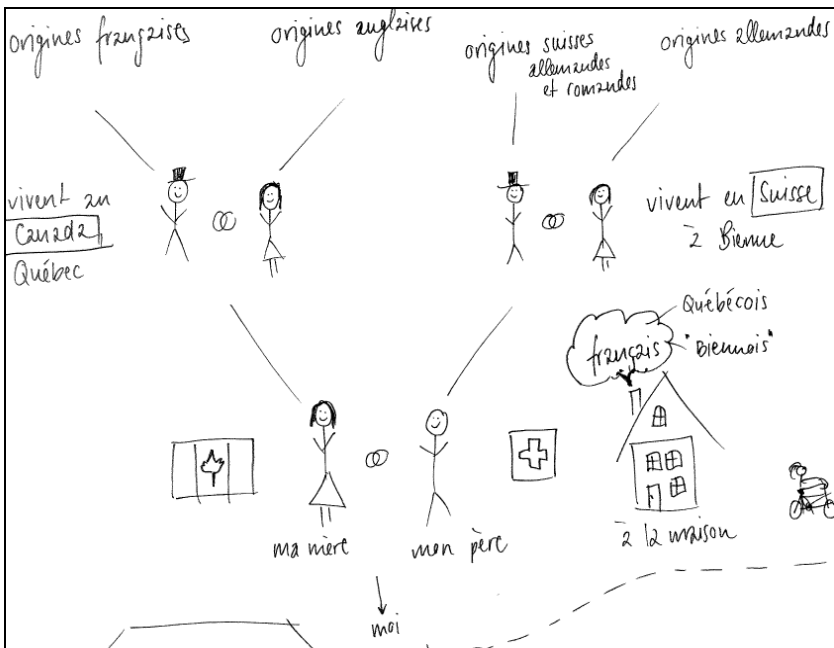 origines françaises
origines anglaises
origines suisses
allemandes
et romandes
origines allemandes
vivent au
Canada,
Québec
vivent en Suisse
à Bienne
Québécois
français
"Biennois"
ma mère
mon père
à la maison
moi